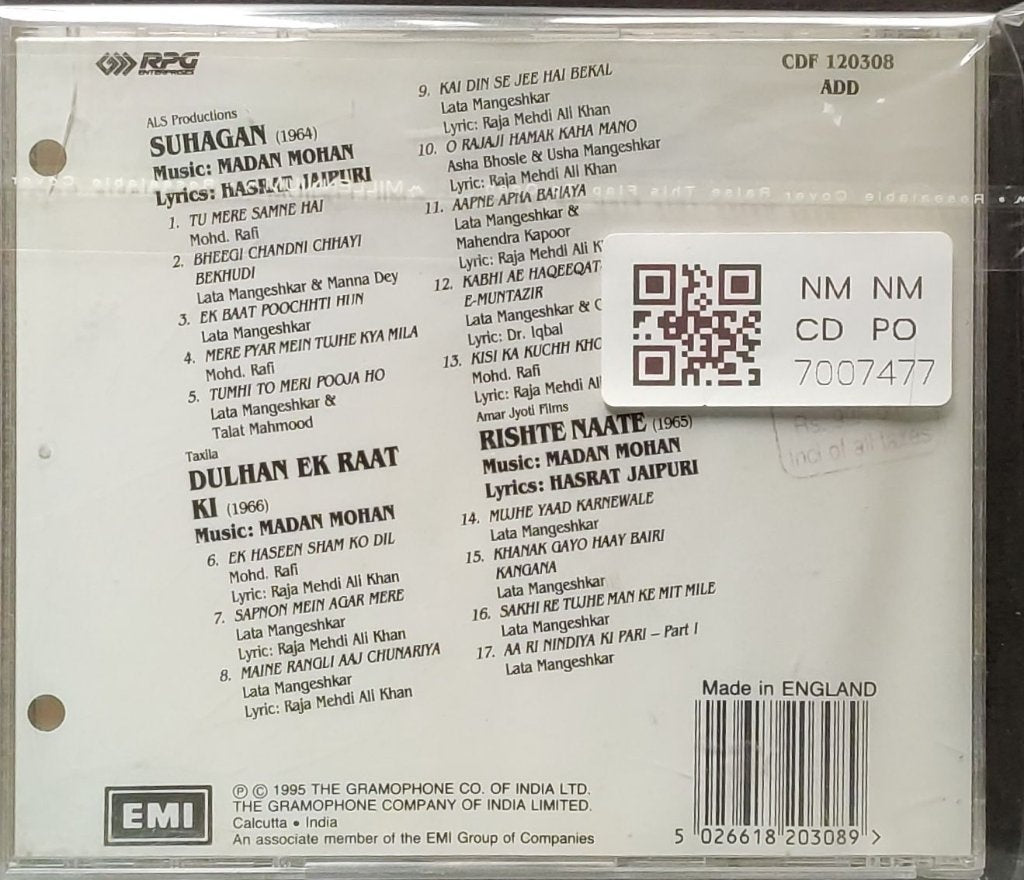 RPG
ENTERPRISES
CDF 120308
ADD
ALS Productions
SUHAGAN (1964)
Music: MADAN MOHAN
Lyrics: HASRAT JAIPURI
1. TU MERE SAMNE HAI
Mohd. Rafi
2. BHEEGI CHANDNI CHHAYI
BEKHUDI
Lata Mangeshkar & Manna Dey
3. EK BAAT POOCHHTI HUN
Lata Mangeshkar
4. MERE PYAR MEIN TUJHE KYA MILA
Mohd. Rafi
5. TUMHI TO MERI POOJA HO
Lata Mangeshkar &
Talat Mahmood
Taxila
DULHAN EK RAAT
KI (1966)
Music: MADAN MOHAN
6. EK HASEEN SHAM KO DIL
Mohd. Rafi
Lyric: Raja Mehdi Ali Khan
7. SAPNON MEIN AGAR MERE
Lata Mangeshkar
Lyric: Raja Mehdi Ali Khan
8. MAINE RANGLI AAJ CHUNARIYA
Lata Mangeshkar
Lyric: Raja Mehdi Ali Khan
9. KAI DIN SE JEE HAI BEKAL
Lata Mangeshkar
Lyric: Raja Mehdi Ali Khan
10. O RAJAJI HAMAR KAHA MANO
Asha Bhosle & Usha Mangeshkar
Lyric: Raja Mehdi Ali Khan
11. AAPNE APNA BANAYA
Lata Mangeshkar &
Mahendra Kapoor
Lyric: Raja Mehdi Ali K
12. KABHI AE HAQEEQAT
E-MUNTAZIR
Lata Mangeshkar &
Lyric: Dr. Iqbal
13. KISI KA KUCHH KHO
Mohd. Rafi
Lyric: Raja Mehdi Ali
Amar Jyoti Films
RISHTE NAATE (1965)
Music: MADAN MOHAN
Lyrics: HASRAT JAIPURI
14. MUJHE YAAD KARNEWALE
Lata Mangeshkar
15. KHANAK GAYO HAAY BAIRI
KANGANA
Lata Mangeshkar
16. SAKHI RE TUJHE MAN KE MIT MILE
Lata Mangeshkar
17. AA RI NINDIYA KI PARI – Part I
Lata Mangeshkar
NM NM
CD PO
7007477
Incl of all taxes
Made in ENGLAND
5 026618 203089 >
EMI
Ⓟ © 1995 THE GRAMOPHONE CO. OF INDIA LTD.
THE GRAMOPHONE COMPANY OF INDIA LIMITED.
Calcutta • India
An associate member of the EMI Group of Companies